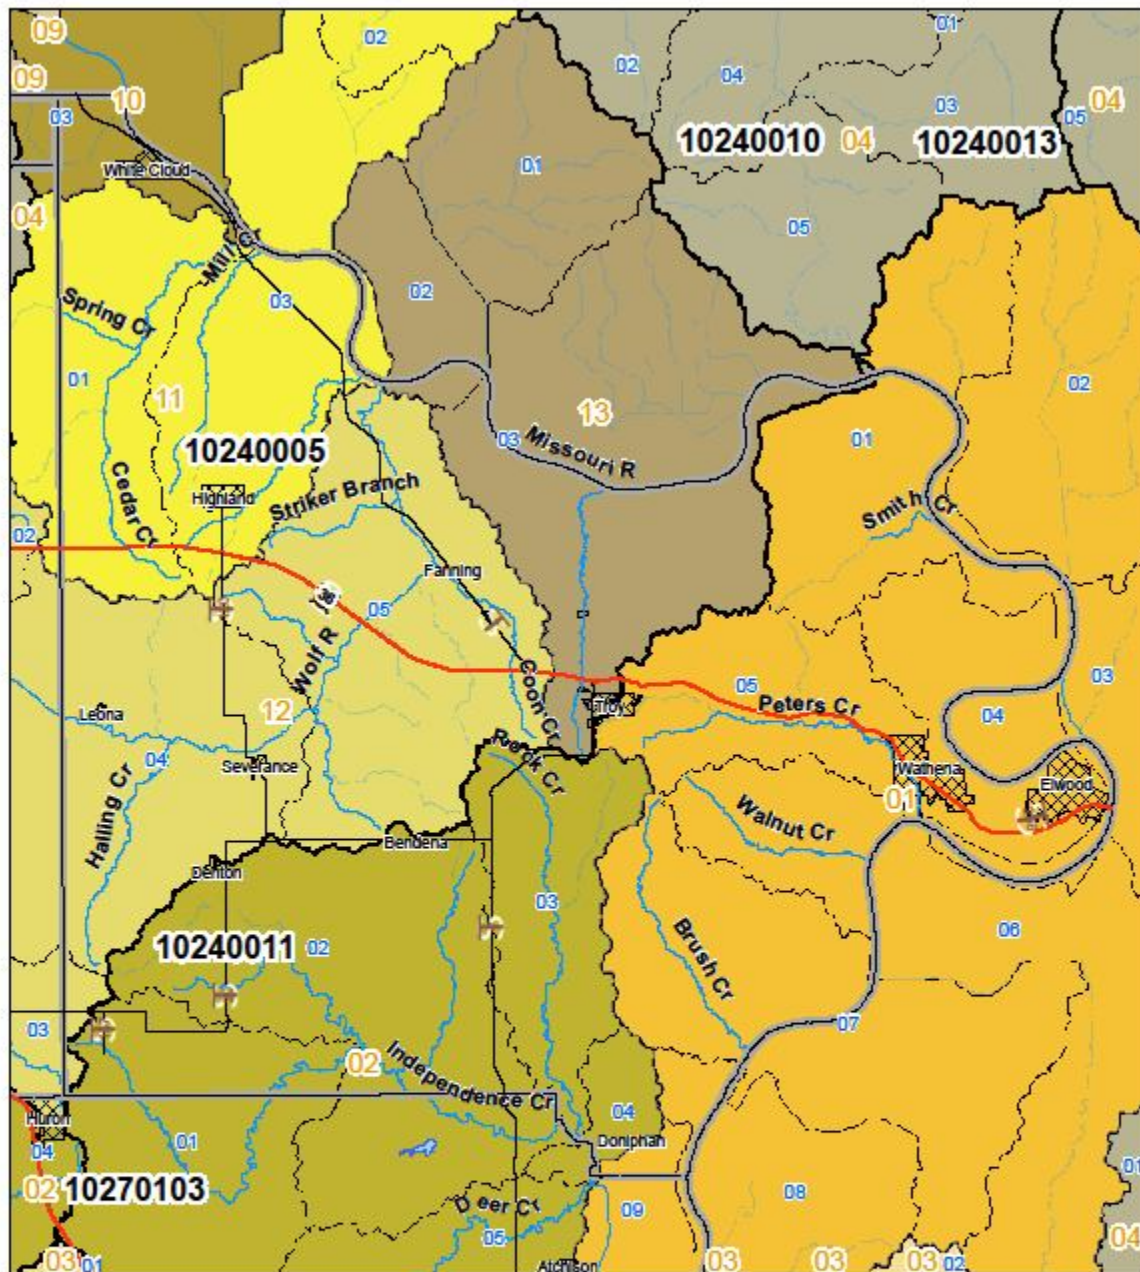 09
02
01
02
04
09
10
03
03
05
04
10240010
04
10240013
White Cloud
01
04
05
Mill Cr
02
03
Spring Cr
01
02
11
13
01
03
Missouri R
10240005
Cedar Cr
Highland
Striker Branch
Smith Cr
02
Fanning
36
05
Wolf R
Coon Cr
03
05
Peters Cr
04
Leona
12
Troy
04
Severance
Rock Cr
Wathena
Elwood
01
Halling Cr
Walnut Cr
Bendena
Denton
03
10240011
02
Brush Cr
06
03
07
02
Independence Cr
Huron
04
01
04
Doniphan
01
02
10270103
08
Deer Cr
09
05
04
03
01
Atchison
03
03
03
02